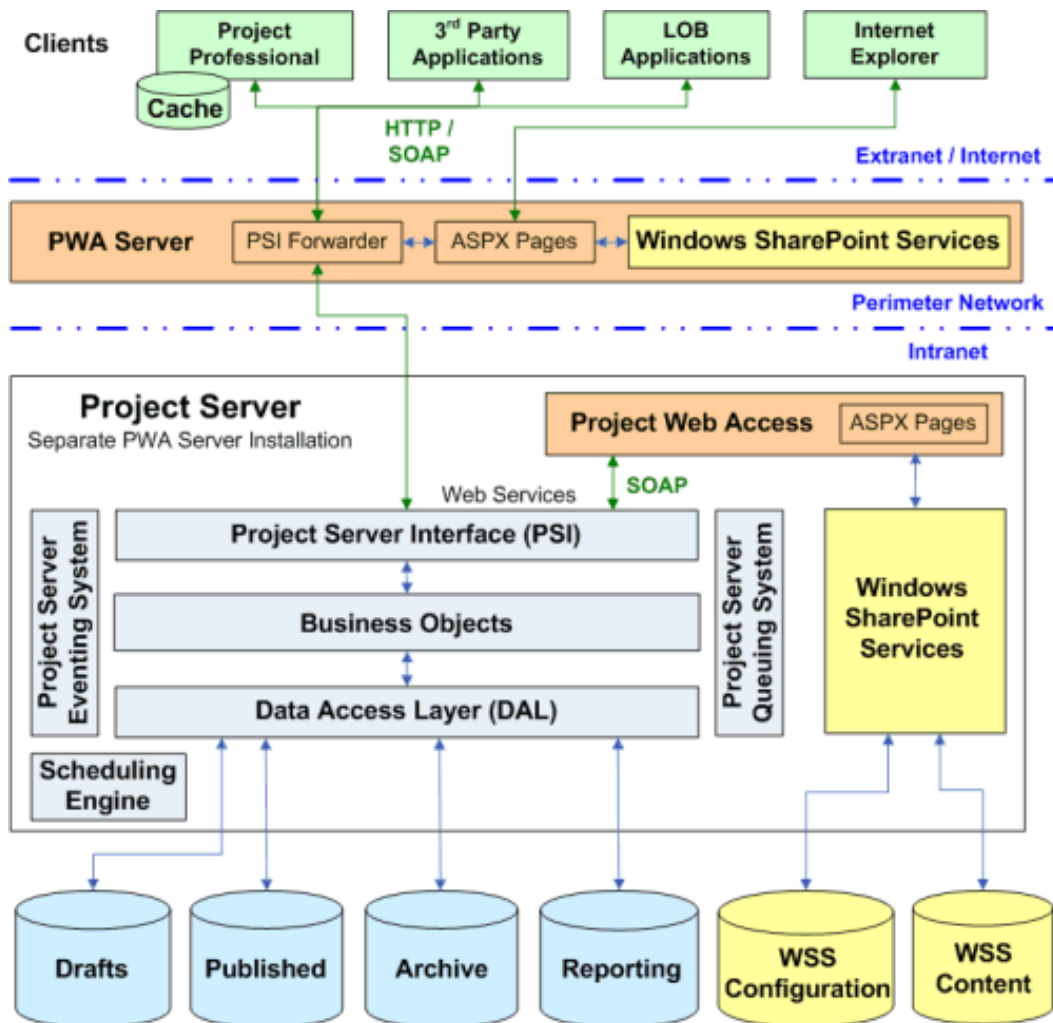 Clients
Project
Professional
Cache
3rd Party
Applications
LOB
Applications
Internet
Explorer
HTTP /
SOAP
Extranet / Internet
PWA Server
PSI Forwarder
ASPX Pages
Windows SharePoint Services
Perimeter Network
Intranet
Project Server
Separate PWA Server Installation
Project Web Access
ASPX Pages
Web Services
SOAP
Project Server
Eventing System
Project Server Interface (PSI)
Business Objects
Data Access Layer (DAL)
Project Server
Queuing System
Windows
SharePoint
Services
Scheduling
Engine
Drafts
Published
Archive
Reporting
WSS
Configuration
WSS
Content